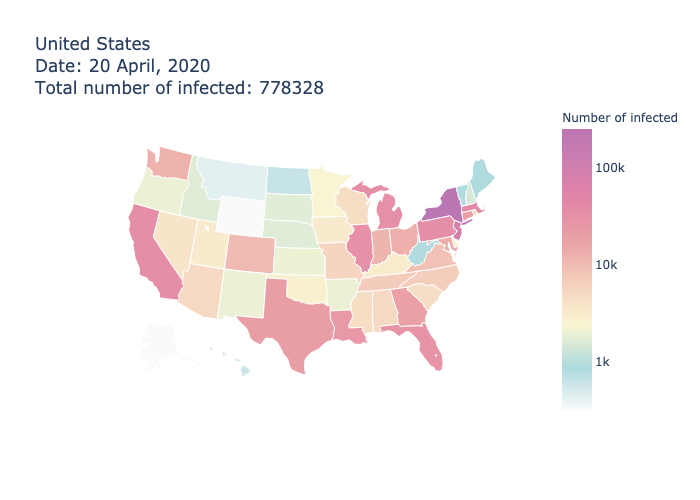 United States
Date: 20 April, 2020
Total number of infected: 778328
Number of infected
100k
10k
1k